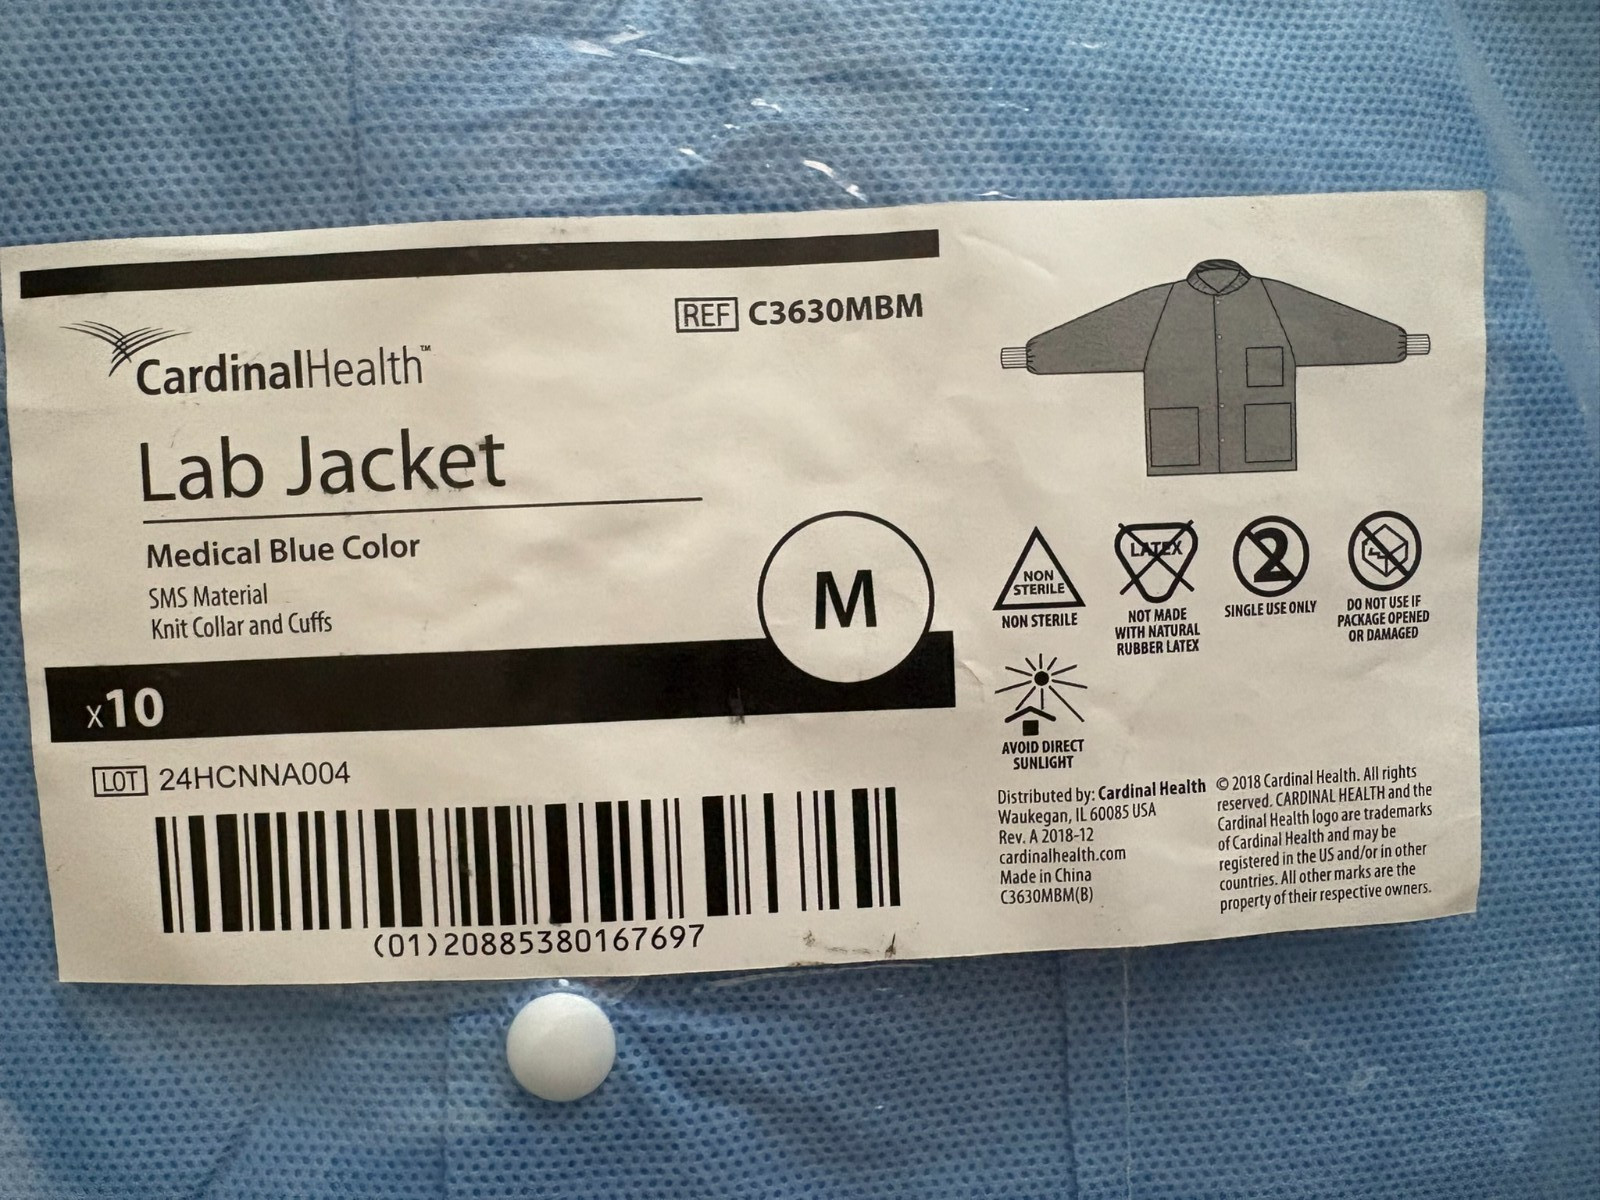 REF C3630MBM
CardinalHealth™
Lab Jacket
Medical Blue Color
SMS Material
Knit Collar and Cuffs
M
x10
LOT 24HCNNA004
(01)20885380167697
NON
STERILE
NON STERILE
LATEX
NOT MADE
WITH NATURAL
RUBBER LATEX
2
SINGLE USE ONLY
DO NOT USE IF
PACKAGE OPENED
OR DAMAGED
AVOID DIRECT
SUNLIGHT
Distributed by: Cardinal Health
Waukegan, IL 60085 USA
Rev. A 2018-12
cardinalhealth.com
Made in China
C3630MBM(B)
© 2018 Cardinal Health. All rights
reserved. CARDINAL HEALTH and the
Cardinal Health logo are trademarks
of Cardinal Health and may be
registered in the US and/or in other
countries. All other marks are the
property of their respective owners.